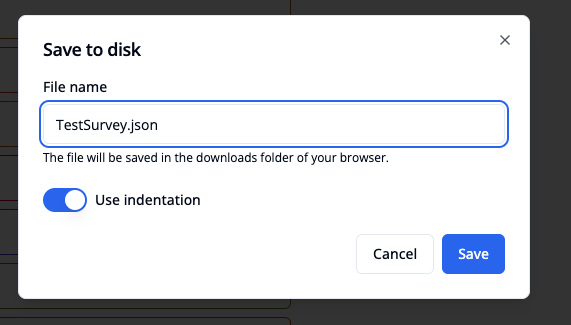 Save to disk
File name
TestSurvey.json
The file will be saved in the downloads folder of your browser.
Use indentation
Cancel
Save